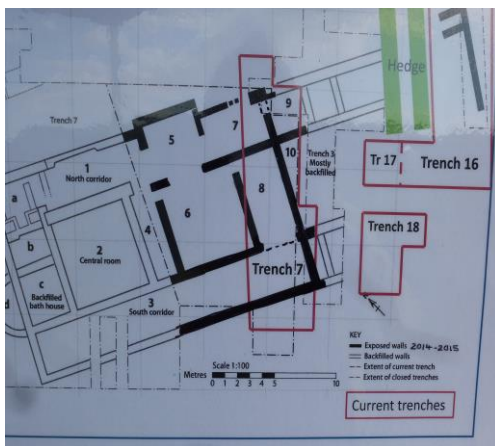 Hedge
Trench 7
5
7
9
1
North corridor
10
Trench 3
Mostly
backfilled
Tr 17
Trench 16
a
8
b
2
Central room
4
6
Trench 18
c
Backfilled
bath house
d
3
South corridor
Trench 7
KEY
Exposed walls 2014-2015
Backfilled walls
Extent of current trench
Extent of closed trenches
Scale 1:100
Metres
0 1 2 3 4 5 10
Current trenches